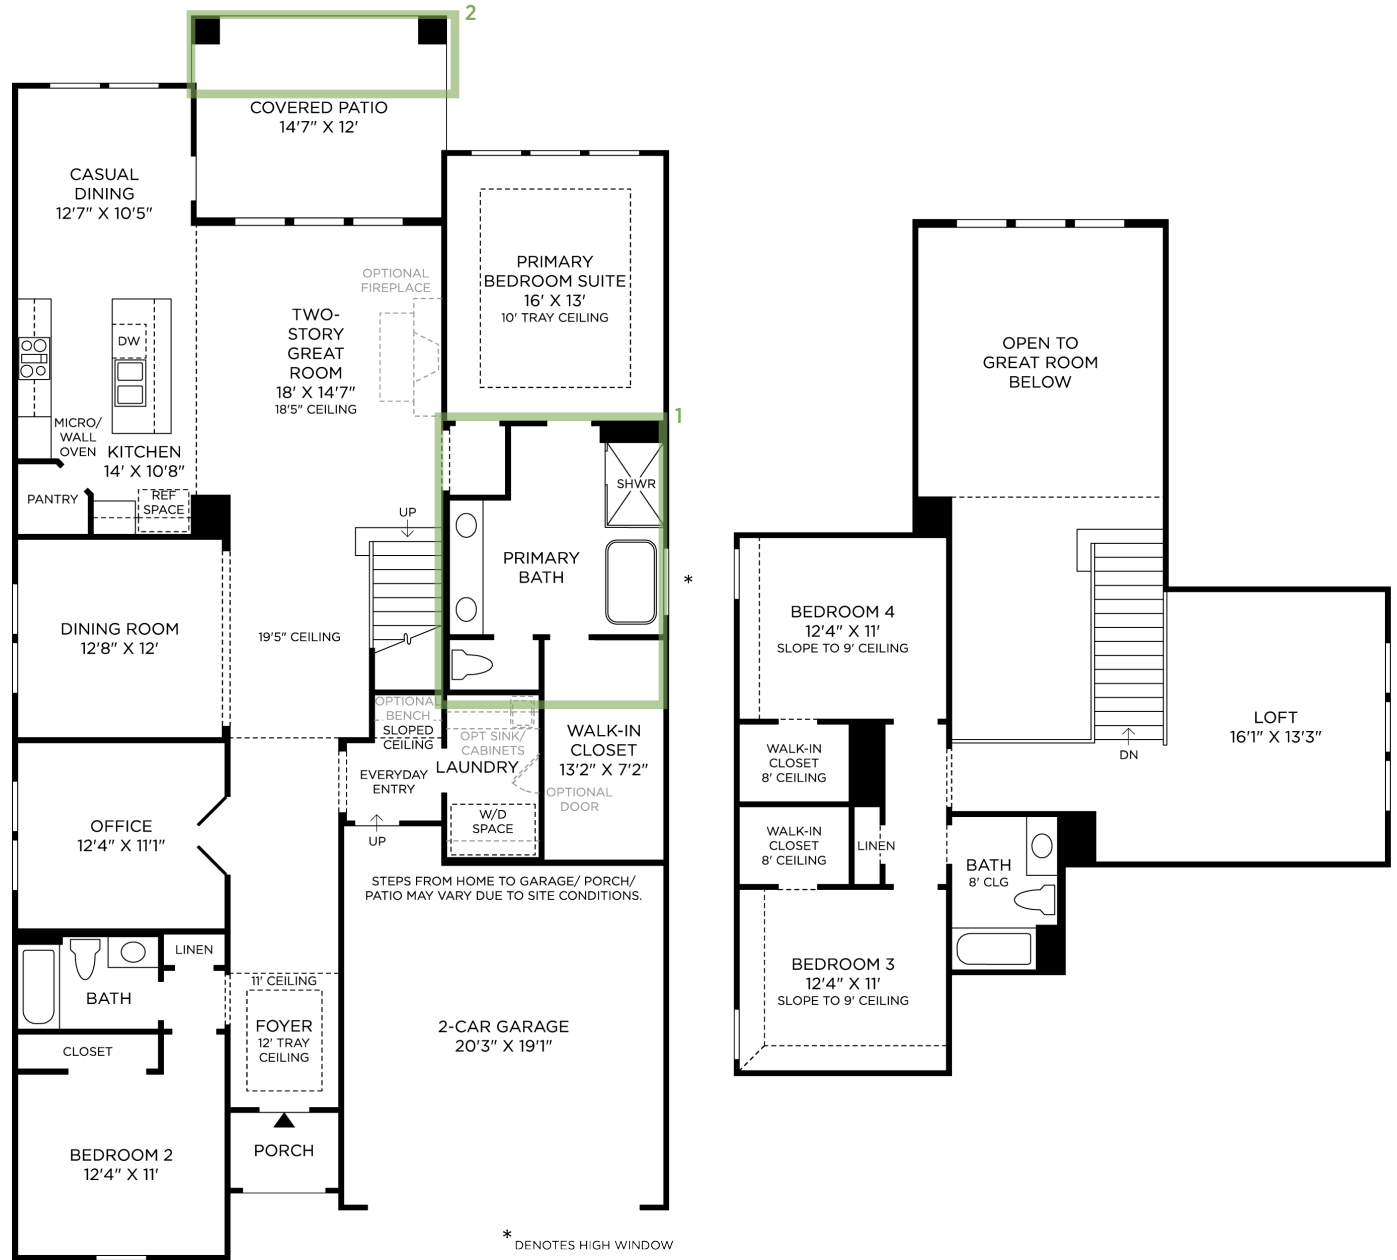 2
COVERED PATIO
14'7" X 12'
CASUAL
DINING
12'7" X 10'5"
OPTIONAL
FIREPLACE
PRIMARY
BEDROOM SUITE
16' X 13'
10' TRAY CEILING
TWO-
STORY
GREAT
ROOM
18' X 14'7"
18'5" CEILING
DW
MICRO/
WALL
OVEN
KITCHEN
14' X 10'8"
PANTRY
REF
SPACE
1
SHWR
UP
PRIMARY
BATH
*
DINING ROOM
12'8" X 12'
19'5" CEILING
OPTIONAL
BENCH
SLOPED
CEILING
OPT SINK/
CABINETS
LAUNDRY
WALK-IN
CLOSET
13'2" X 7'2"
EVERYDAY
ENTRY
OPTIONAL
DOOR
W/D
SPACE
UP
OFFICE
12'4" X 11'1"
STEPS FROM HOME TO GARAGE/ PORCH/
PATIO MAY VARY DUE TO SITE CONDITIONS.
LINEN
BATH
11' CEILING
FOYER
12' TRAY
CEILING
CLOSET
2-CAR GARAGE
20'3" X 19'1"
BEDROOM 2
12'4" X 11'
PORCH
* DENOTES HIGH WINDOW
OPEN TO
GREAT ROOM
BELOW
BEDROOM 4
12'4" X 11'
SLOPE TO 9' CEILING
LOFT
16'1" X 13'3"
DN
WALK-IN
CLOSET
8' CEILING
WALK-IN
CLOSET
8' CEILING
LINEN
BATH
8' CLG
BEDROOM 3
12'4" X 11'
SLOPE TO 9' CEILING